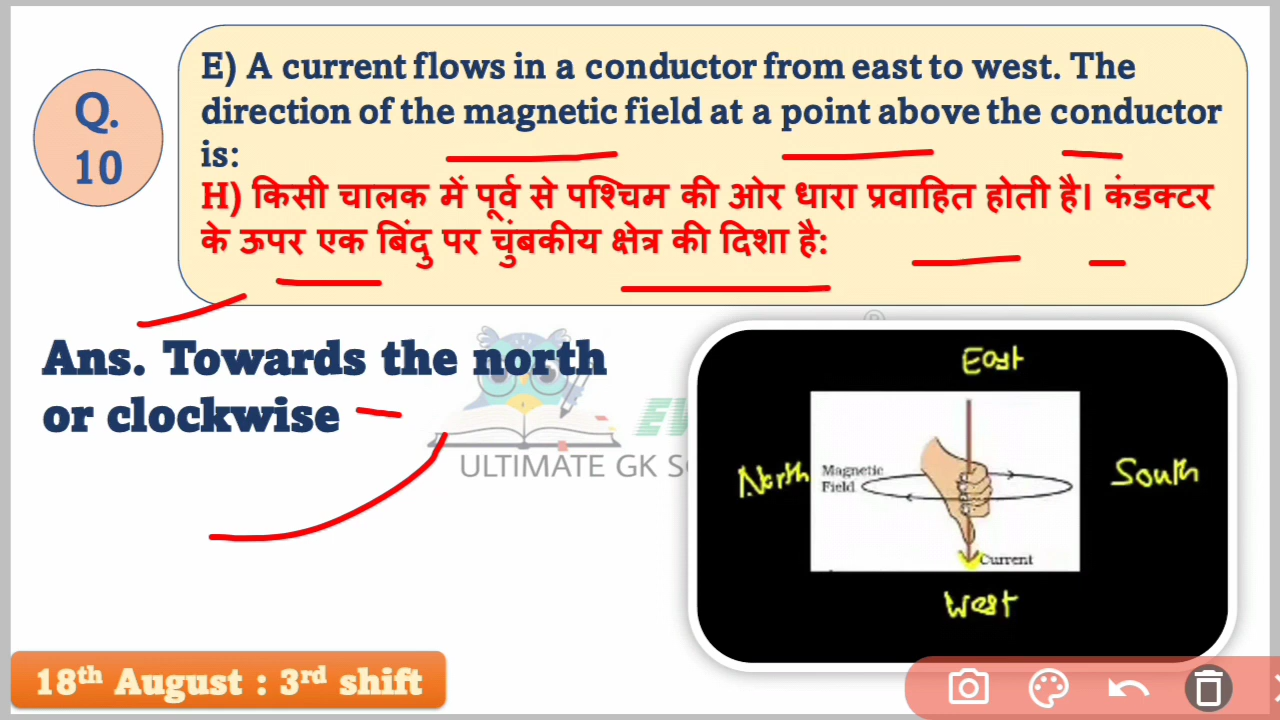 Q.
10
E) A current flows in a conductor from east to west. The
direction of the magnetic field at a point above the conductor
is:
H) किसी चालक में पूर्व से पश्चिम की ओर धारा प्रवाहित होती है। कंडक्टर
के ऊपर एक बिंदु पर चुंबकीय क्षेत्र की दिशा है:
Ans. Towards the north
or clockwise
ULTIMATE GK
East
North
Magnetic
Field
South
Current
West
18th August : 3rd shift